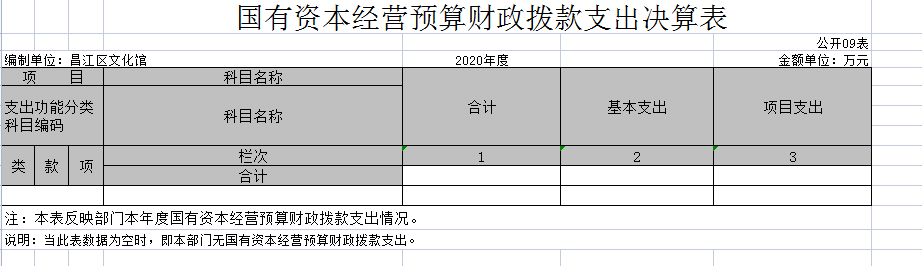 国有资本经营预算财政拨款支出决算表
公开09表
编制单位：昌江区文化馆 2020年度 金额单位：万元
项 目 科目名称 合计 基本支出 项目支出
支出功能分类
科目编码 科目名称
类 款 项 栏次 1 2 3
合计
注：本表反映部门本年度国有资本经营预算财政拨款支出情况。
说明：当此表数据为空时，即本部门无国有资本经营预算财政拨款支出。